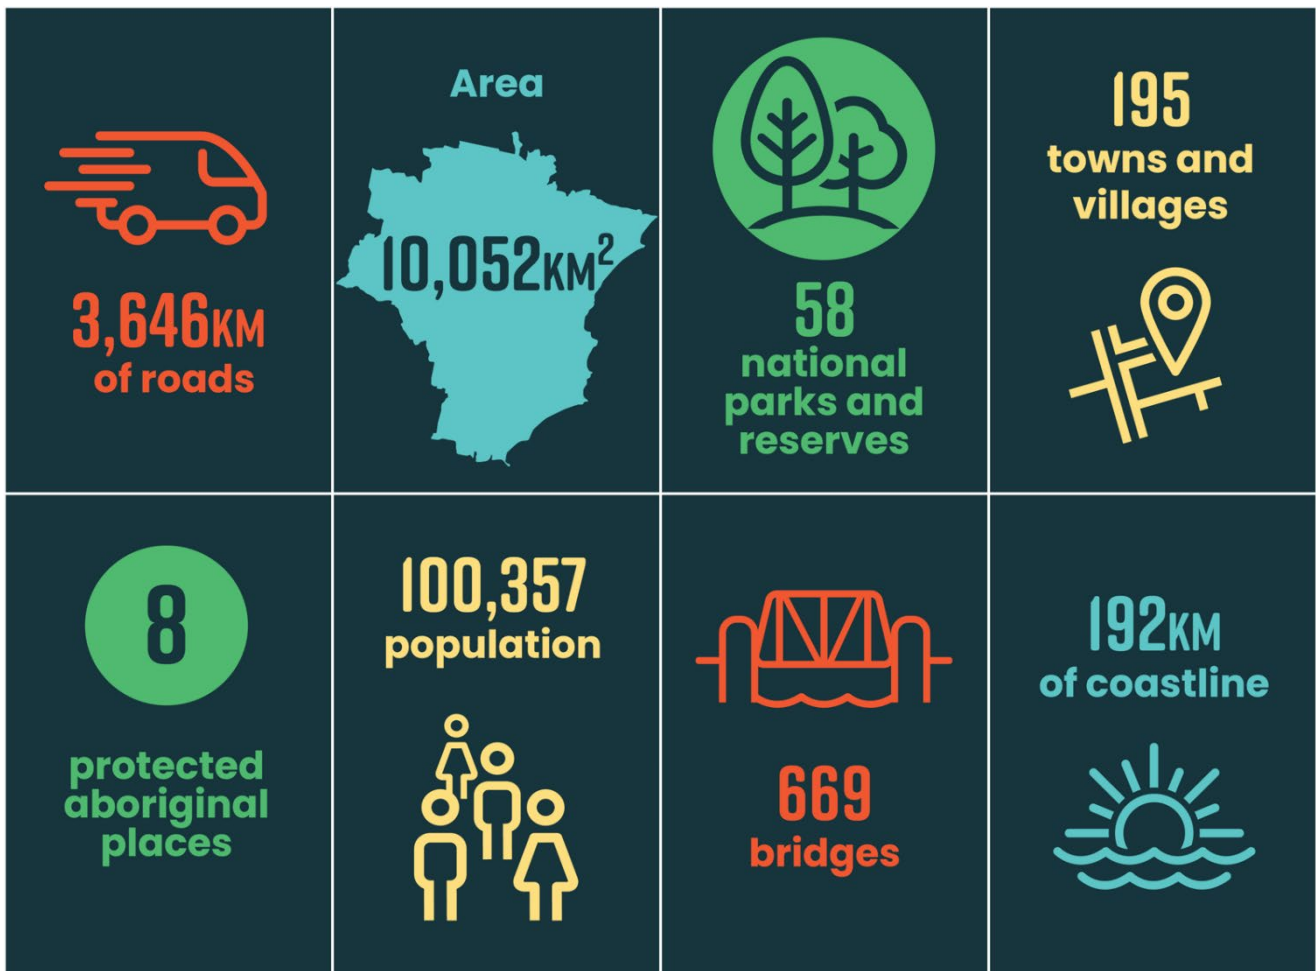 3,646KM
of roads
Area
10,052KM²
58
national
parks and
reserves
195
towns and
villages
8
protected
aboriginal
places
100,357
population
669
bridges
192KM
of coastline